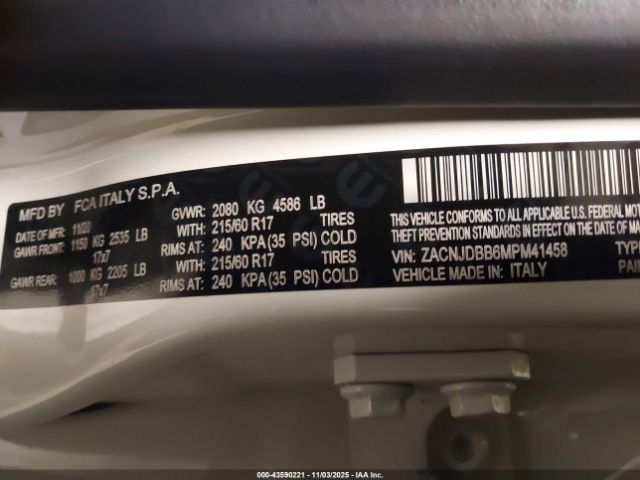 MFD BY FCA ITALY S.P.A.
DATE OF MFR: 11/20 GVWR: 2080 KG 4586 LB
GAWR FRONT: 1150 KG 2535 LB WITH: 215/60 R17 TIRES
17x7 RIMS AT: 240 KPA(35 PSI) COLD
GAWR REAR: 1000 KG 2205 LB WITH: 215/60 R17 TIRES
17x7 RIMS AT: 240 KPA(35 PSI) COLD
THIS VEHICLE CONFORMS TO ALL APPLICABLE
THEFT PREVENTION STANDARDS IN EFFECT ON THE DATE OF MA
VIN: ZACNJDBB6MPM41458 TYP
VEHICLE MADE IN: ITALY PAI
000-43590221 - 11/03/2025 - © IAA Inc.